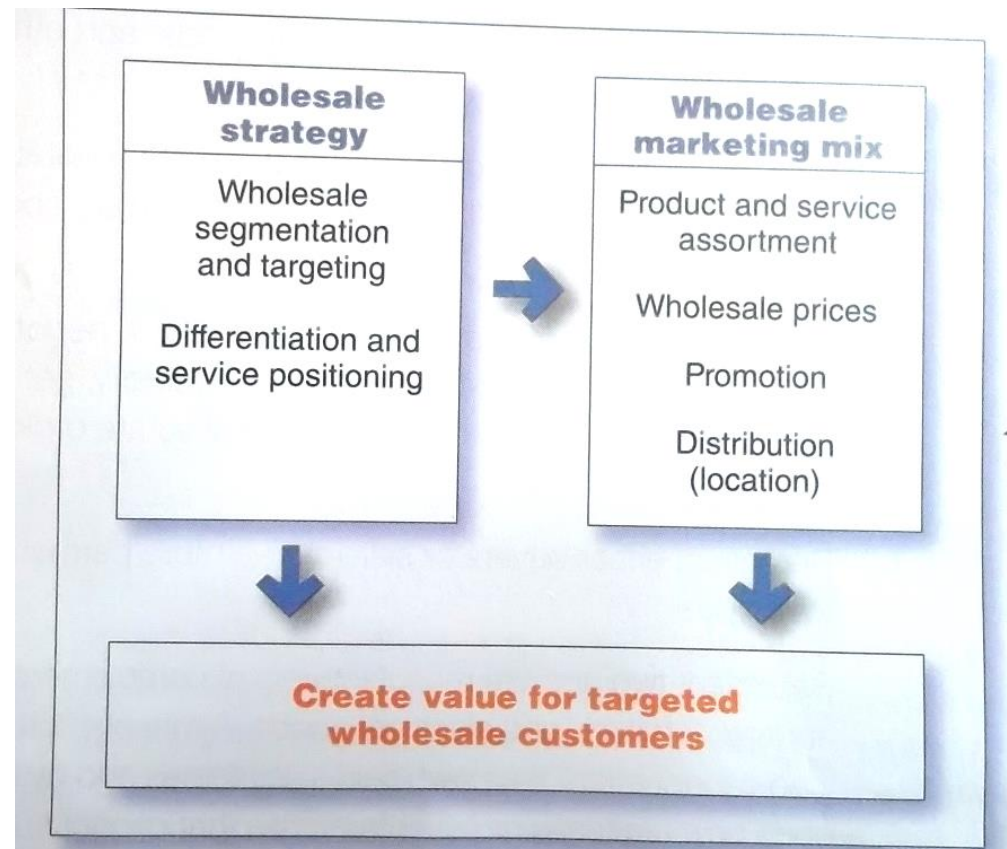 Wholesale
strategy
Wholesale
segmentation
and targeting
Differentiation and
service positioning
Wholesale
marketing mix
Product and service
assortment
Wholesale prices
Promotion
Distribution
(location)
Create value for targeted
wholesale customers